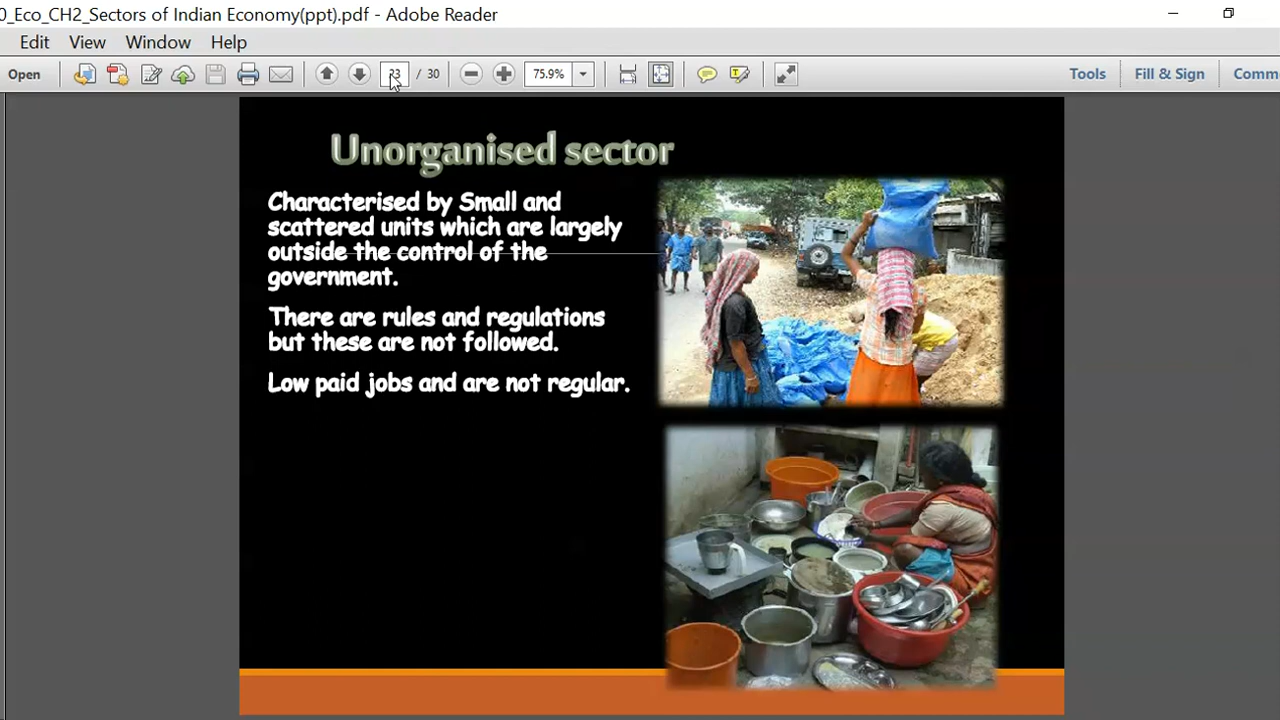 0_Eco_CH2_Sectors of Indian Economy(ppt).pdf - Adobe Reader
Edit View Window Help
Open 23 / 30 75.9% Tools Fill & Sign Comm
Unorganised sector
Characterised by Small and
scattered units which are largely
outside the control of the
government.
There are rules and regulations
but these are not followed.
Low paid jobs and are not regular.